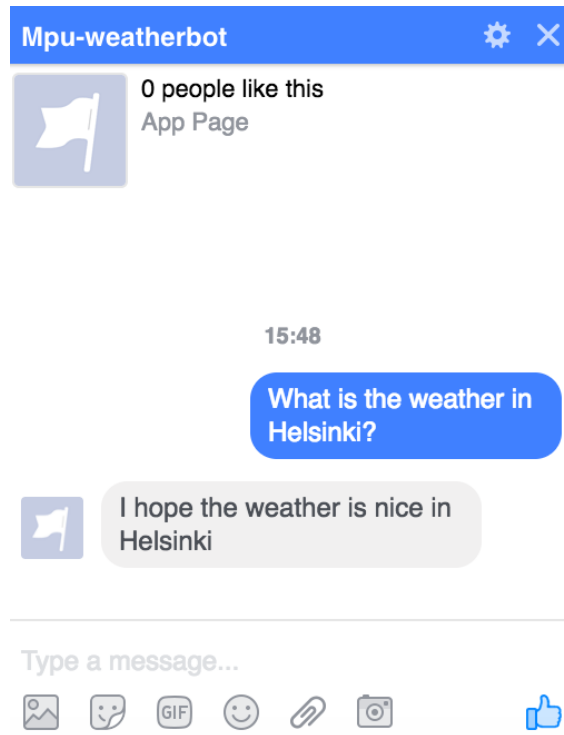 Mpu-weatherbot
0 people like this
App Page
15:48
What is the weather in
Helsinki?
I hope the weather is nice in
Helsinki
Type a message...
GIF